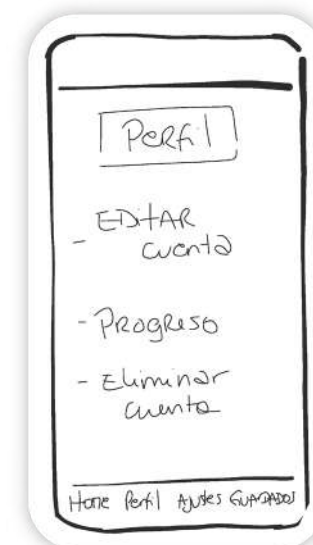 Perfil
- EDitAR
cuenta
- PROgReso
- Eliminar
cuenta
Home Perfil Ajustes GUARDADOS